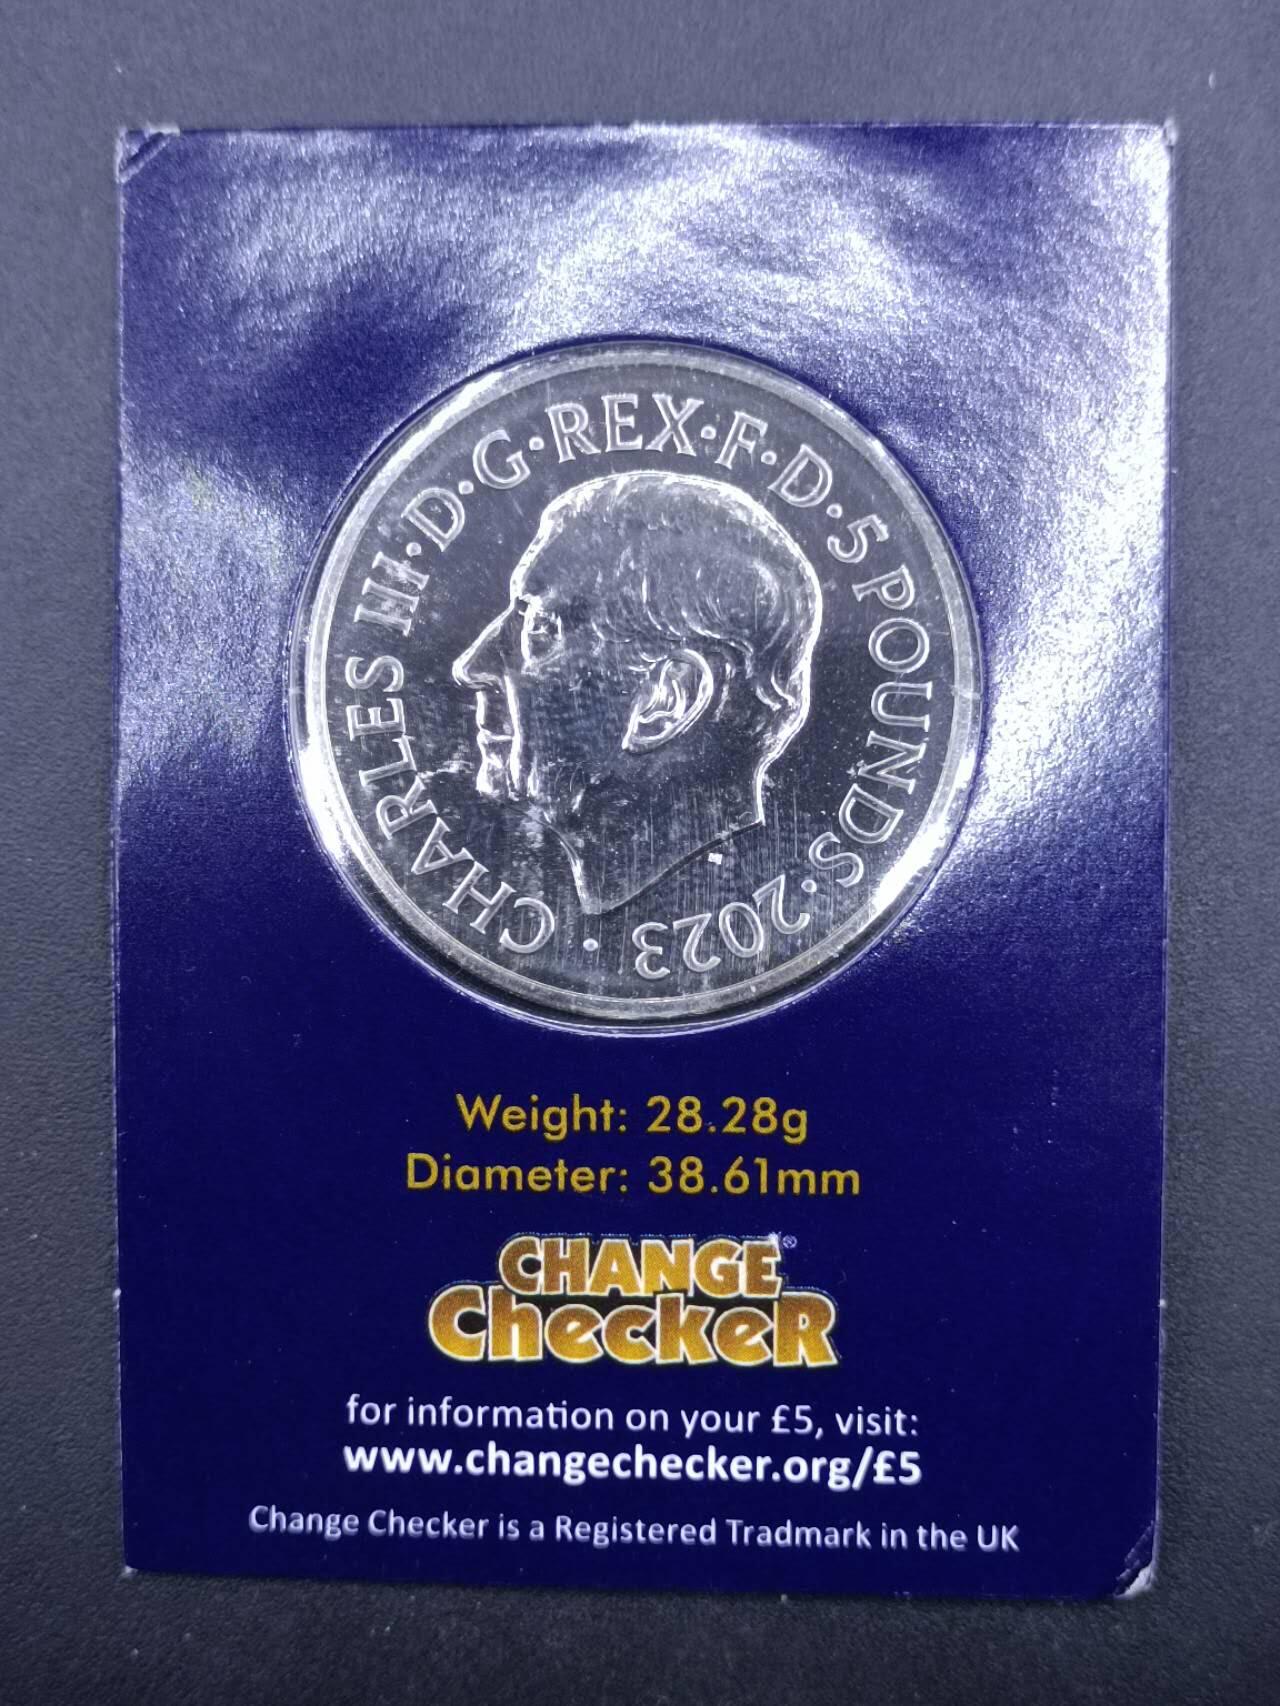 · CHARLES III · D · G · REX · F · D · 5 POUNDS · 2023
Weight: 28.28g
Diameter: 38.61mm
CHANGE ®
CheckeR
for information on your £5, visit:
www.changechecker.org/£5
Change Checker is a Registered Tradmark in the UK